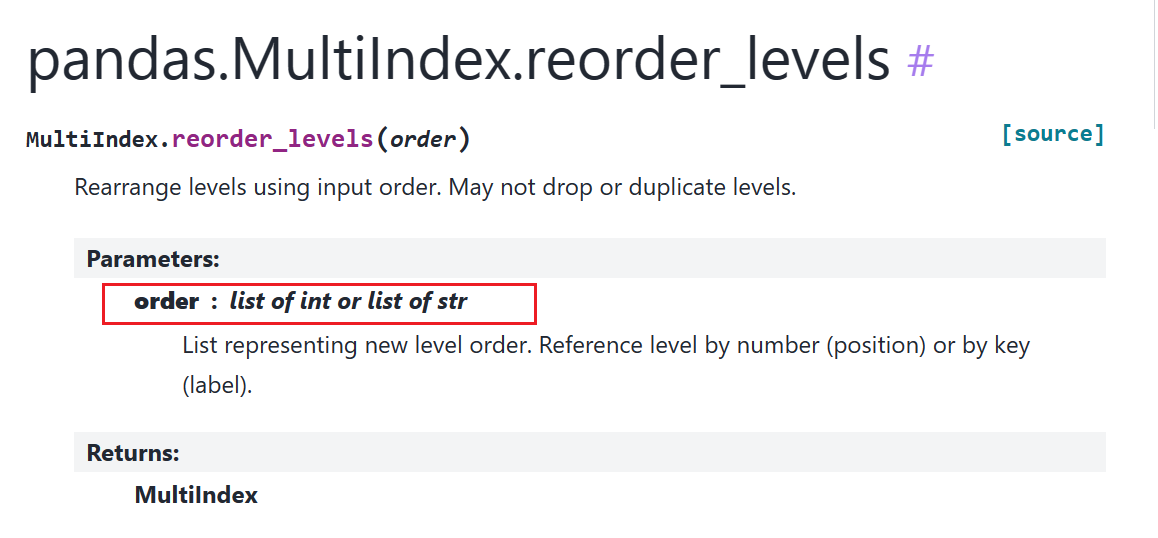 pandas.MultiIndex.reorder_levels #
MultiIndex.reorder_levels(order) [source]
Rearrange levels using input order. May not drop or duplicate levels.
Parameters:
order : list of int or list of str
List representing new level order. Reference level by number (position) or by key
(label).
Returns:
MultiIndex